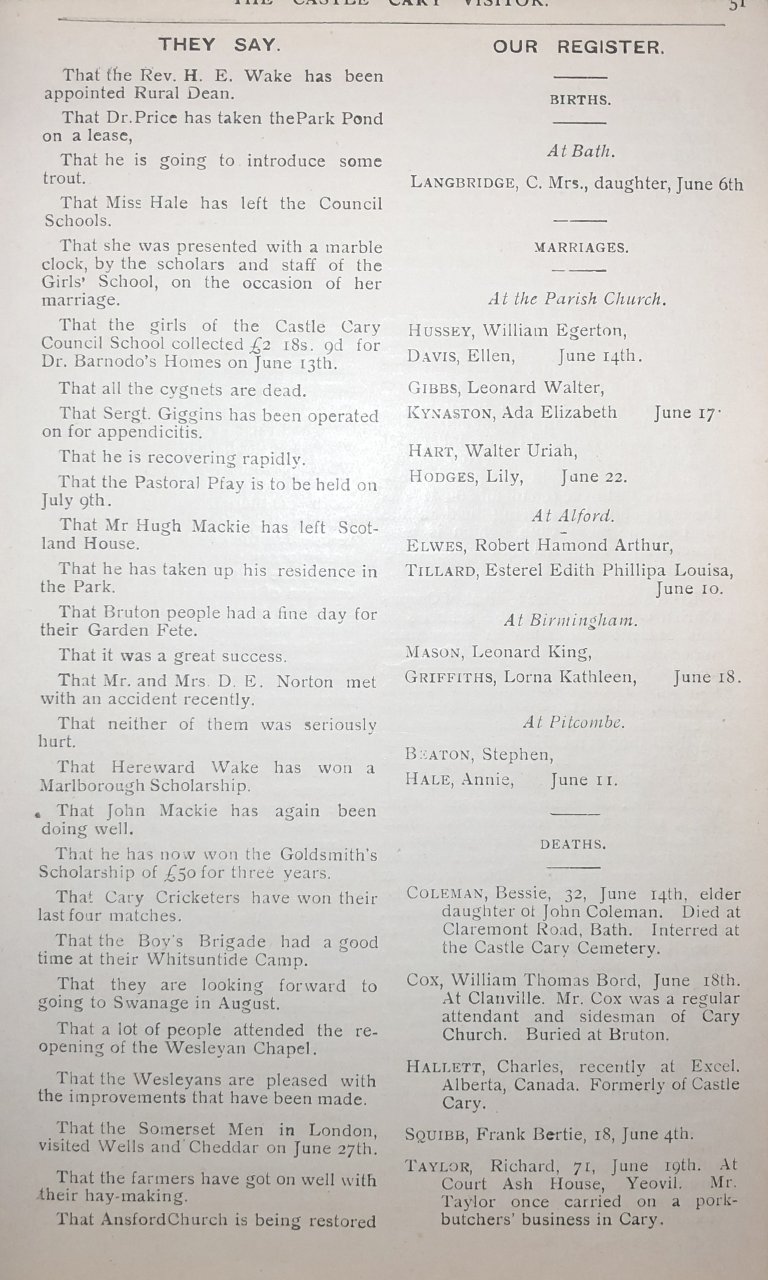 THE CASTLE CARY VISITOR.
51
THEY SAY.
That the Rev. H. E. Wake has been
appointed Rural Dean.
That Dr.Price has taken thePark Pond
on a lease,
That he is going to introduce some
trout.
That Miss Hale has left the Council
Schools.
That she was presented with a marble
clock, by the scholars and staff of the
Girls' School, on the occasion of her
marriage.
That the girls of the Castle Cary
Council School collected £2 18s. 9d for
Dr. Barnodo's Homes on June 13th.
That all the cygnets are dead.
That Sergt. Giggins has been operated
on for appendicitis.
That he is recovering rapidly.
That the Pastoral Pfay is to be held on
July 9th.
That Mr Hugh Mackie has left Scot-
land House.
That he has taken up his residence in
the Park.
That Bruton people had a fine day for
their Garden Fete.
That it was a great success.
That Mr. and Mrs. D. E. Norton met
with an accident recently.
That neither of them was seriously
hurt.
That Hereward Wake has won a
Marlborough Scholarship.
That John Mackie has again been
doing well.
That he has now won the Goldsmith's
Scholarship of £50 for three years.
That Cary Cricketers have won their
last four matches.
That the Boy's Brigade had a good
time at their Whitsuntide Camp.
That they are looking forward to
going to Swanage in August.
That a lot of people attended the re-
opening of the Wesleyan Chapel.
That the Wesleyans are pleased with
the improvements that have been made.
That the Somerset Men in London,
visited Wells and Cheddar on June 27th.
That the farmers have got on well with
their hay-making.
That AnsfordChurch is being restored
OUR REGISTER.
BIRTHS.
At Bath.
LANGBRIDGE, C. Mrs., daughter, June 6th
MARRIAGES.
At the Parish Church.
HUSSEY, William Egerton,
DAVIS, Ellen, June 14th.
GIBBS, Leonard Walter,
KYNASTON, Ada Elizabeth June 17.
HART, Walter Uriah,
HODGES, Lily, June 22.
At Alford.
ELWES, Robert Hamond Arthur,
TILLARD, Esterel Edith Phillipa Louisa,
June 10.
At Birmingham.
MASON, Leonard King,
GRIFFITHS, Lorna Kathleen, June 18.
At Pitcombe.
BEATON, Stephen,
HALE, Annie, June 11.
DEATHS.
COLEMAN, Bessie, 32, June 14th, elder
daughter of John Coleman. Died at
Claremont Road, Bath. Interred at
the Castle Cary Cemetery.
COX, William Thomas Bord, June 18th.
At Clanville. Mr. Cox was a regular
attendant and sidesman of Cary
Church. Buried at Bruton.
HALLETT, Charles, recently at Excel.
Alberta, Canada. Formerly of Castle
Cary.
SQUIBB, Frank Bertie, 18, June 4th.
TAYLOR, Richard, 71, June 19th. At
Court Ash House, Yeovil. Mr.
Taylor once carried on a pork-
butchers' business in Cary.